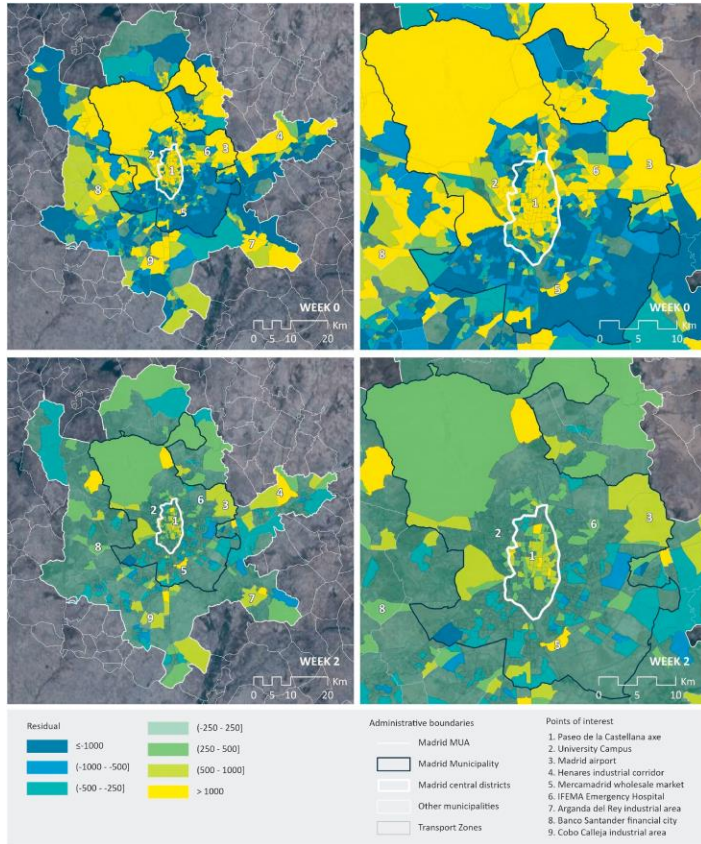 4
3
2
6
1
8
5
7
9
WEEK 0
0 5 10 20 Km
2
6
3
1
8
5
WEEK 0
0 5 10 Km
4
3
6
2
1
8
5
7
9
WEEK 2
0 5 10 20 Km
3
2
6
1
8
5
WEEK 2
0 5 10 Km
Residual
≤-1000
(-1000 - -500]
(-500 - -250]
(-250 - 250]
(250 - 500]
(500 - 1000]
> 1000
Administrative boundaries
Madrid MUA
Madrid Municipality
Madrid central districts
Other municipalities
Transport Zones
Points of interest
1. Paseo de la Castellana axe
2. University Campus
3. Madrid airport
4. Henares industrial corridor
5. Mercamadrid wholesale market
6. IFEMA Emergency Hospital
7. Arganda del Rey industrial area
8. Banco Santander financial city
9. Cobo Calleja industrial area